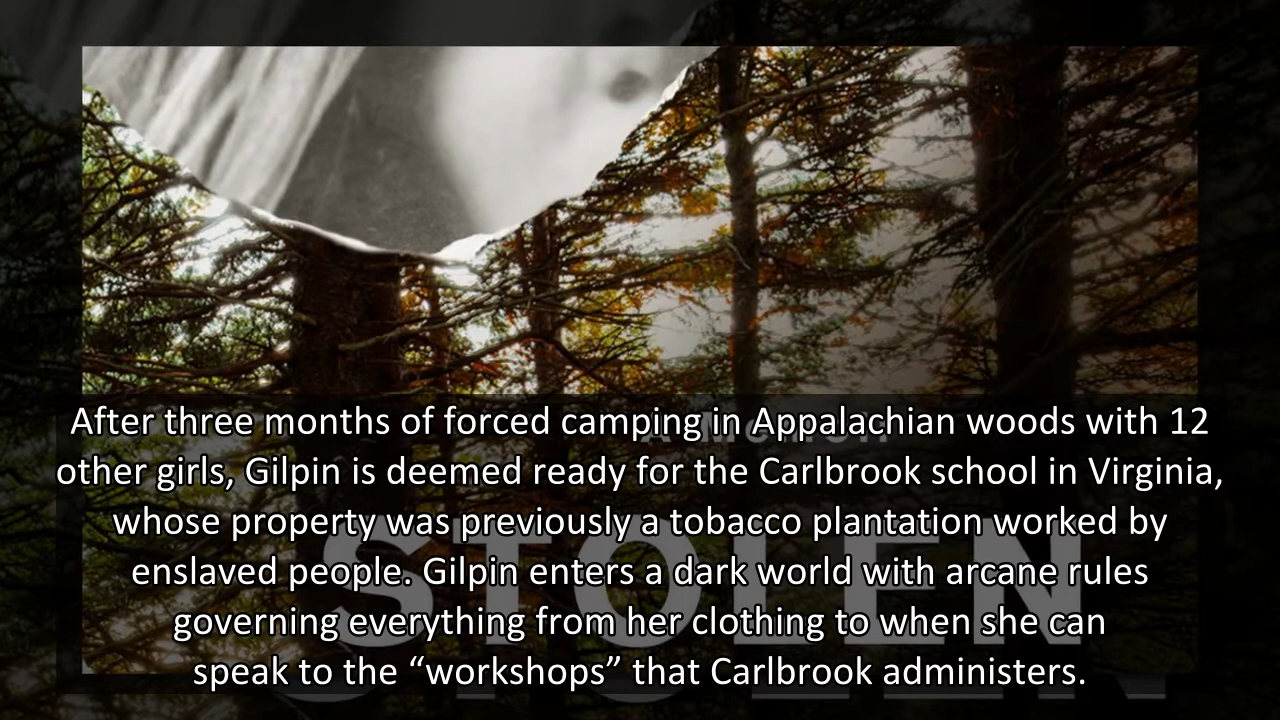 After three months of forced camping in Appalachian woods with 12
other girls, Gilpin is deemed ready for the Carlbrook school in Virginia,
whose property was previously a tobacco plantation worked by
enslaved people. Gilpin enters a dark world with arcane rules
governing everything from her clothing to when she can
speak to the “workshops” that Carlbrook administers.
A Memoir
STOLEN